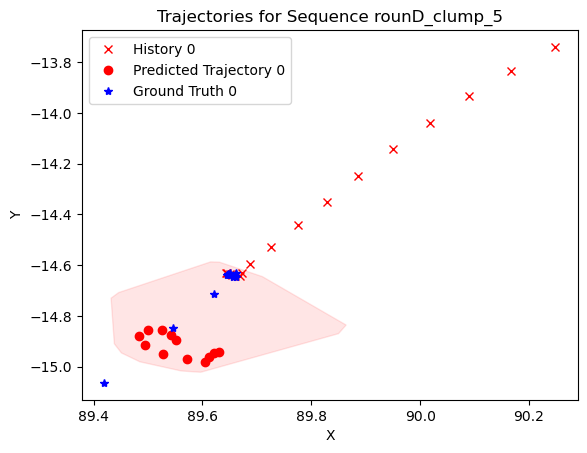 Trajectories for Sequence rounD_clump_5
History 0
Predicted Trajectory 0
Ground Truth 0
Y
−13.8
−14.0
−14.2
−14.4
−14.6
−14.8
−15.0
89.4 89.6 89.8 90.0 90.2
X